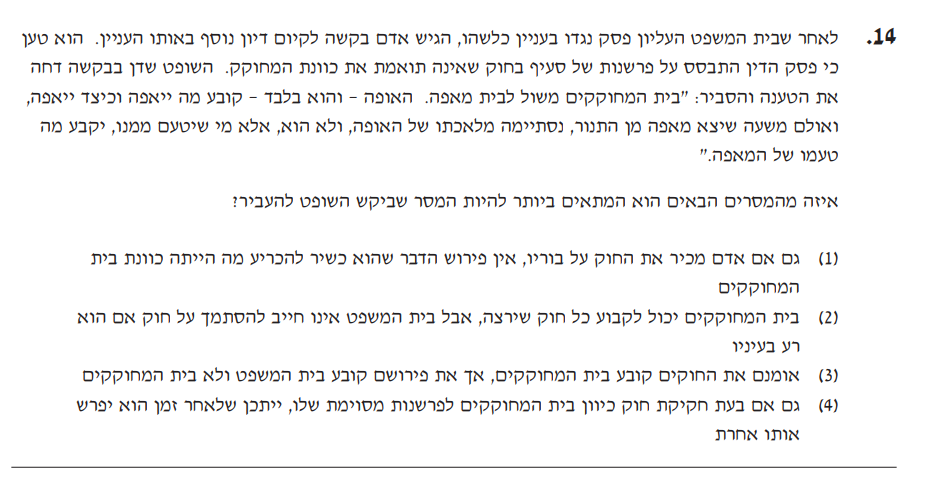 14. לאחר שבית המשפט העליון פסק נגדו בעניין כלשהו, הגיש אדם בקשה לקיום דיון נוסף באותו העניין. הוא טען
כי פסק הדין התבסס על פרשנות של סעיף בחוק שאינה תואמת את כוונת המחוקק. השופט שדן בבקשה דחה
את הטענה והסביר: "בית המחוקקים משול לבית מאפה. האופה – והוא בלבד – קובע מה ייאפה וכיצד ייאפה,
ואולם משעה שיצא מאפה מן התנור, נסתיימה מלאכתו של האופה, ולא הוא, אלא מי שיטעם ממנו, יקבע מה
טעמו של המאפה."
איזה מהמסרים הבאים הוא המתאים ביותר להיות המסר שביקש השופט להעביר?
(1) גם אם אדם מכיר את החוק על בוריו, אין פירוש הדבר שהוא כשיר להכריע מה הייתה כוונת בית
המחוקקים
(2) בית המחוקקים יכול לקבוע כל חוק שירצה, אבל בית המשפט אינו חייב להסתמך על חוק אם הוא
רע בעיניו
(3) אומנם את החוקים קובע בית המחוקקים, אך את פירושם קובע בית המשפט ולא בית המחוקקים
(4) גם אם בעת חקיקת חוק כיוון בית המחוקקים לפרשנות מסוימת שלו, ייתכן שלאחר זמן הוא יפרש
אותו אחרת